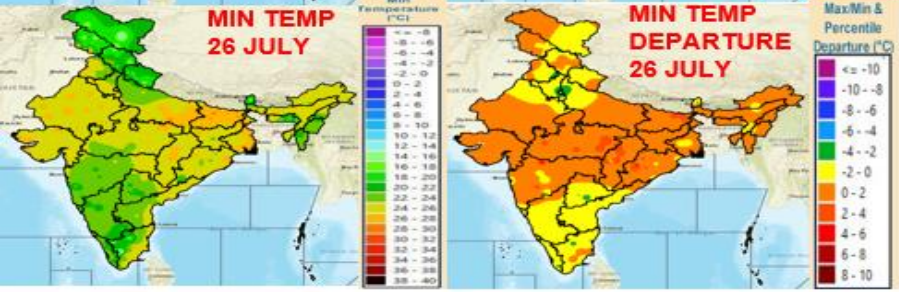 MIN TEMP
26 JULY
Min
Temperature
(°C)
<= -8
-8 - -6
-6 - -4
-4 - -2
-2 - 0
0 - 2
2 - 4
4 - 6
6 - 8
8 - 10
10 - 12
12 - 14
14 - 16
16 - 18
18 - 20
20 - 22
22 - 24
24 - 26
26 - 28
28 - 30
30 - 32
32 - 34
34 - 36
36 - 38
38 - 40
MIN TEMP
DEPARTURE
26 JULY
Max/Min &
Percentile
Departure (°C)
<= -10
-10 - -8
-8 - -6
-6 - -4
-4 - -2
-2 - 0
0 - 2
2 - 4
4 - 6
6 - 8
8 - 10